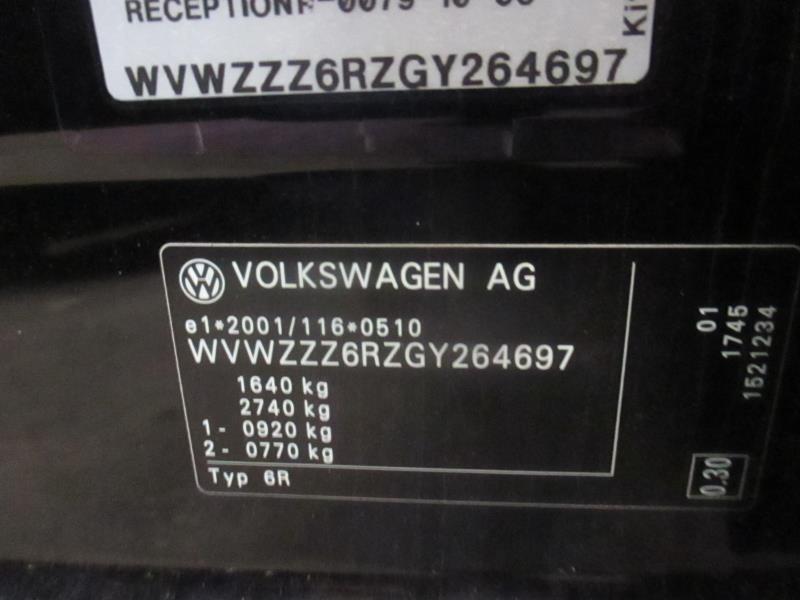 WVWZZZ6RZGY264697
VOLKSWAGEN AG
e1*2001/116*0510
WVWZZZ6RZGY264697
1640 kg
2740 kg
1- 0920 kg
2- 0770 kg
Typ 6R
01
1745
1521234
0.30